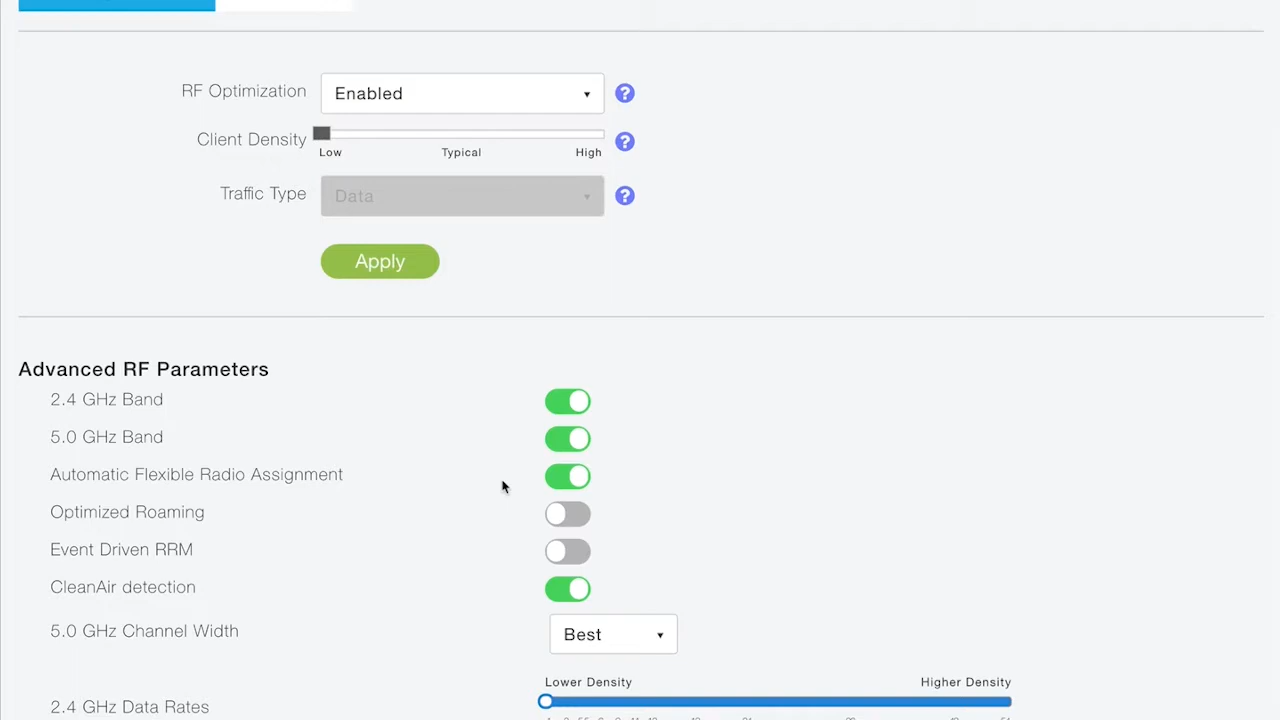 RF Optimization Enabled ?
Client Density ?
Low Typical High
Traffic Type Data ?
Apply
Advanced RF Parameters
2.4 GHz Band
5.0 GHz Band
Automatic Flexible Radio Assignment
Optimized Roaming
Event Driven RRM
CleanAir detection
5.0 GHz Channel Width Best
Lower Density Higher Density
2.4 GHz Data Rates